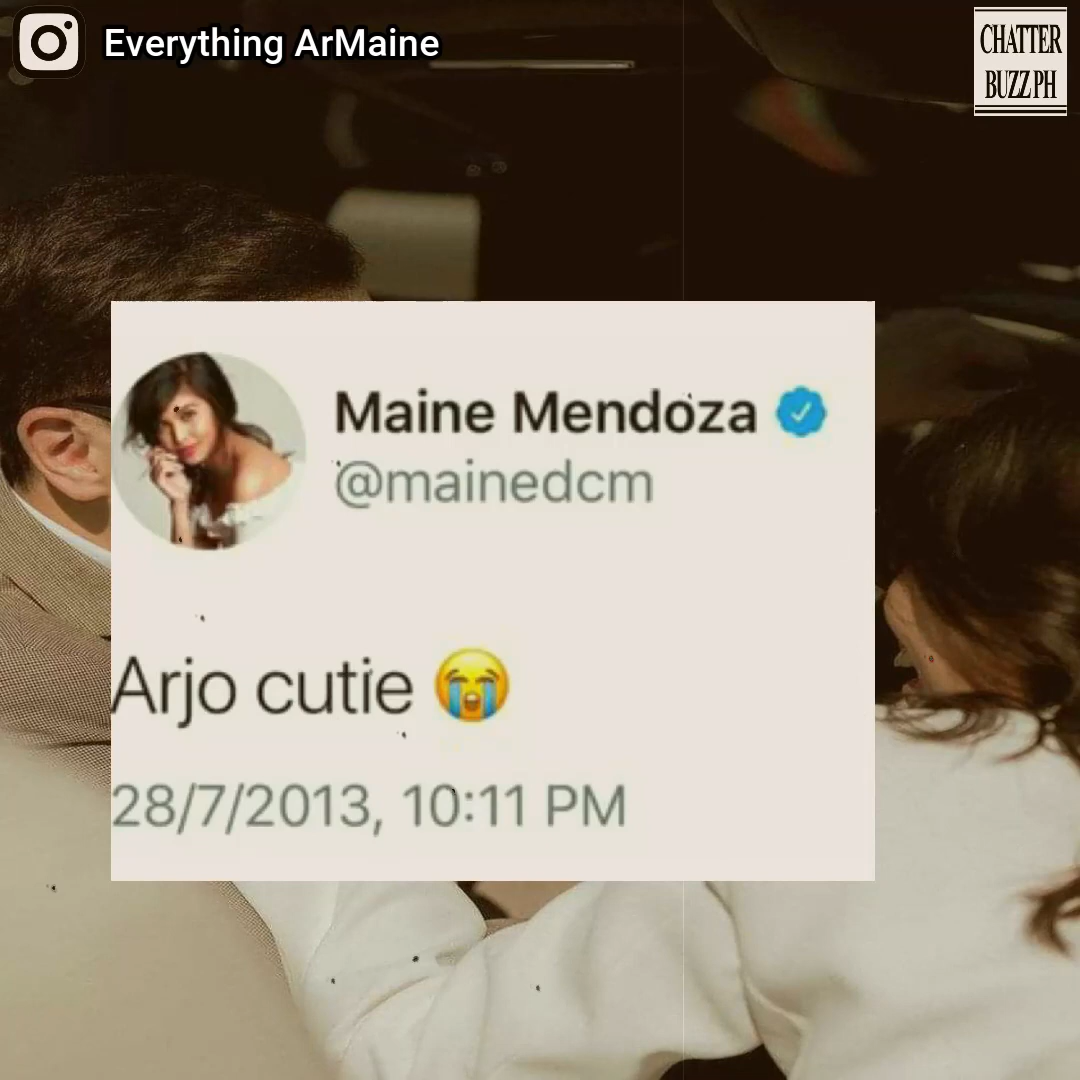 Everything ArMaine
CHATTER
BUZZ PH
Maine Mendoza
@mainedcm
Arjo cutie 😭
28/7/2013, 10:11 PM